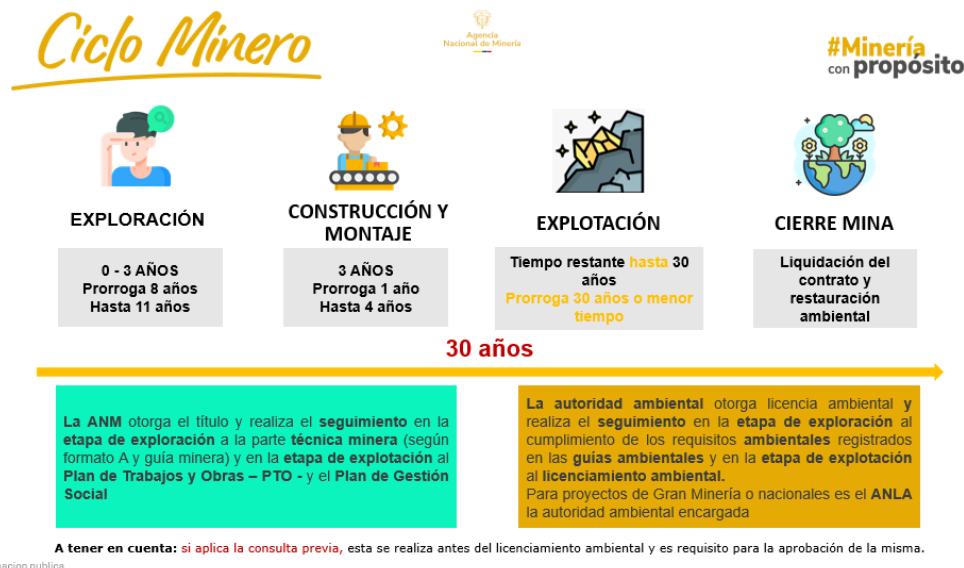 Ciclo Minero
Agencia
Nacional de Minería
#Minería
con propósito
EXPLORACIÓN
0 - 3 AÑOS
Prorroga 8 años
Hasta 11 años
CONSTRUCCIÓN Y
MONTAJE
3 AÑOS
Prorroga 1 año
Hasta 4 años
EXPLOTACIÓN
Tiempo restante hasta 30
años
Prorroga 30 años o menor
tiempo
CIERRE MINA
Liquidación del
contrato y
restauración
ambiental
30 años
La ANM otorga el título y realiza el seguimiento en la
etapa de exploración a la parte técnica minera (según
formato A y guía minera) y en la etapa de explotación al
Plan de Trabajos y Obras – PTO - y el Plan de Gestión
Social
La autoridad ambiental otorga licencia ambiental y
realiza el seguimiento en la etapa de exploración al
cumplimiento de los requisitos ambientales registrados
en las guías ambientales y en la etapa de explotación
al licenciamiento ambiental.
Para proyectos de Gran Minería o nacionales es el ANLA
la autoridad ambiental encargada
A tener en cuenta: si aplica la consulta previa, esta se realiza antes del licenciamiento ambiental y es requisito para la aprobación de la misma.
publica